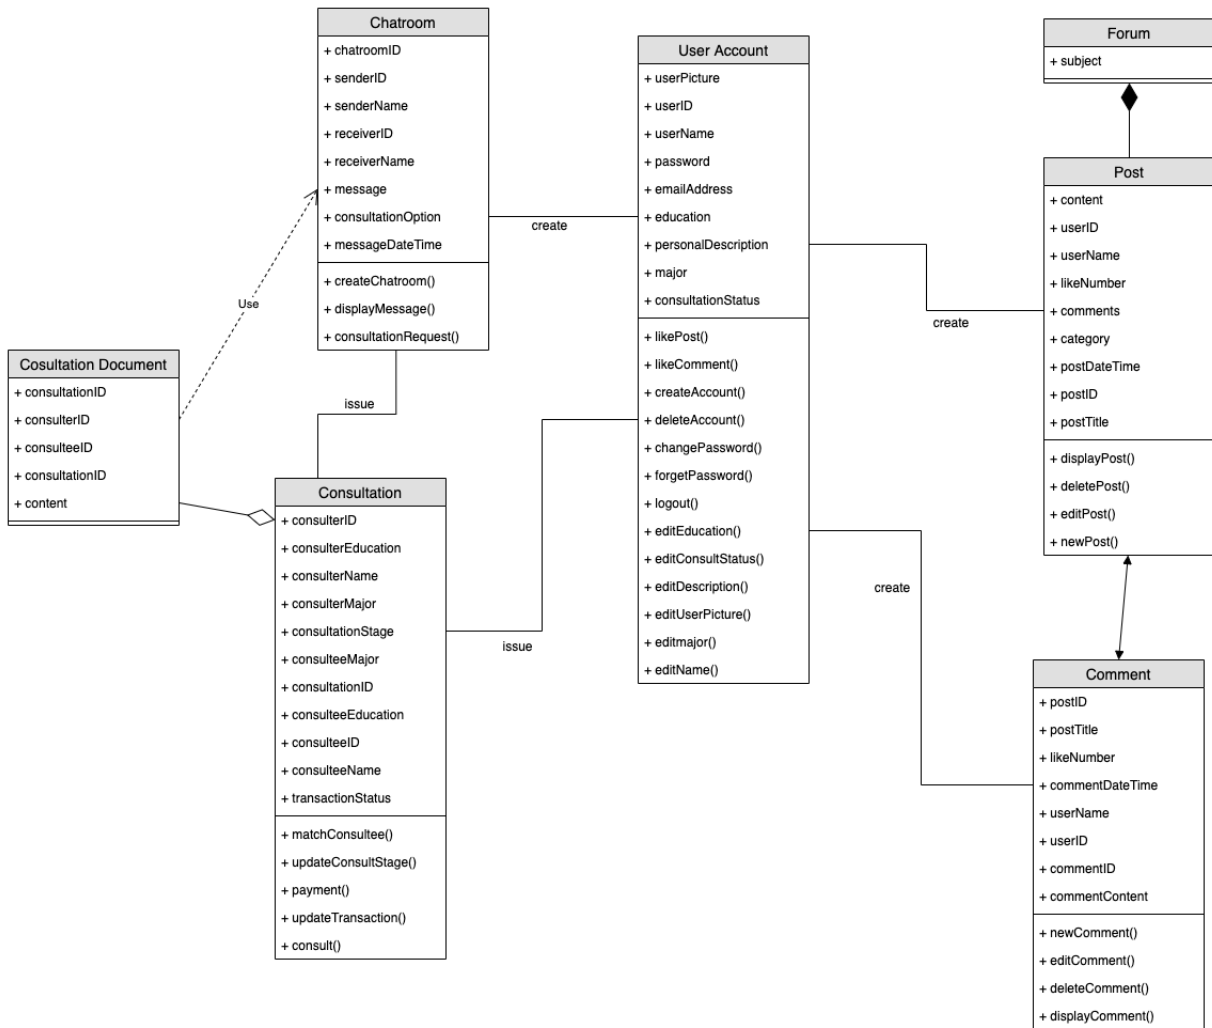 Chatroom
+ chatroomID
+ senderID
+ senderName
+ receiverID
+ receiverName
+ message
+ consultationOption
+ messageDateTime
+ createChatroom()
+ displayMessage()
+ consultationRequest()
User Account
+ userPicture
+ userID
+ userName
+ password
+ emailAddress
+ education
+ personalDescription
+ major
+ consultationStatus
+ likePost()
+ likeComment()
+ createAccount()
+ deleteAccount()
+ changePassword()
+ forgetPassword()
+ logout()
+ editEducation()
+ editConsultStatus()
+ editDescription()
+ editUserPicture()
+ editmajor()
+ editName()
Forum
+ subject
Post
+ content
+ userID
+ userName
+ likeNumber
+ comments
+ category
+ postDateTime
+ postID
+ postTitle
+ displayPost()
+ deletePost()
+ editPost()
+ newPost()
create
create
Use
issue
Cosultation Document
+ consultationID
+ consulterID
+ consulteeID
+ consultationID
+ content
Consultation
+ consulterID
+ consulterEducation
+ consulterName
+ consulterMajor
+ consultationStage
+ consulteeMajor
+ consultationID
+ consulteeEducation
+ consulteeID
+ consulteeName
+ transactionStatus
+ matchConsultee()
+ updateConsultStage()
+ payment()
+ updateTransaction()
+ consult()
issue
create
Comment
+ postID
+ postTitle
+ likeNumber
+ commentDateTime
+ userName
+ userID
+ commentID
+ commentContent
+ newComment()
+ editComment()
+ deleteComment()
+ displayComment()